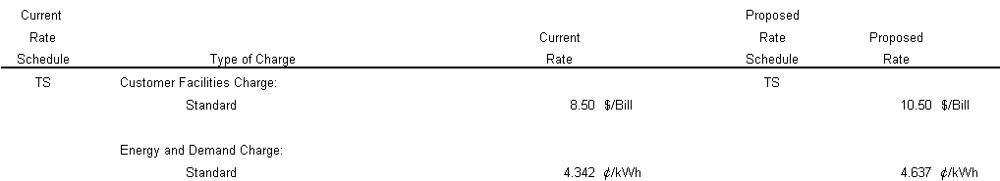 Current Proposed
Rate Current Rate Proposed
Schedule Type of Charge Rate Schedule Rate
TS Customer Facilities Charge: TS
Standard 8.50 $/Bill 10.50 $/Bill
Energy and Demand Charge:
Standard 4.342 ¢/kWh 4.637 ¢/kWh